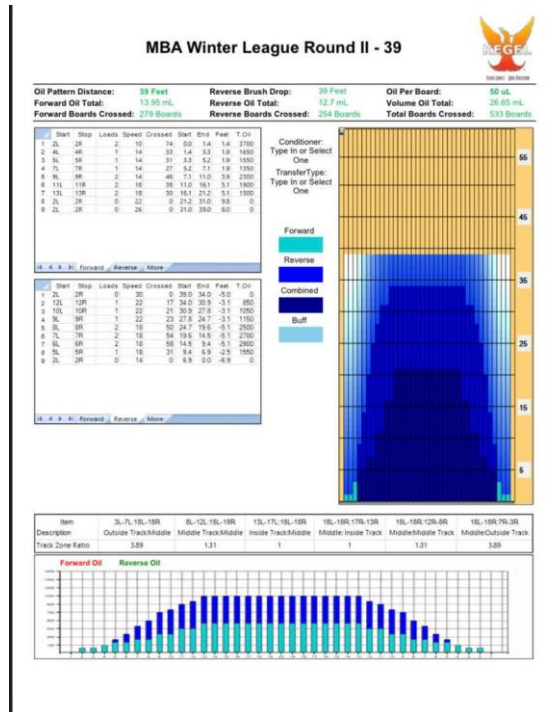 MBA Winter League Round II - 39
KEGEL
Oil Pattern Distance: 39 Feet Reverse Brush Drop: 39 Feet Oil Per Board: 50 uL
Forward Oil Total: 13.95 mL Reverse Oil Total: 12.7 mL Volume Oil Total: 26.65 mL
Forward Boards Crossed: 279 Boards Reverse Boards Crossed: 254 Boards Total Boards Crossed: 533 Boards
Start Stop Loads Speed Crossed Start End Feet T.Oil
1 2L 2R 2 10 74 0.0 1.4 1.4 3700
2 4L 4R 1 14 33 1.4 3.3 1.9 1650
3 5L 5R 1 14 31 3.3 5.2 1.9 1550
4 7L 7R 1 14 27 5.2 7.1 1.9 1350
5 9L 9R 2 14 46 7.1 11.0 3.9 2300
6 11L 11R 2 18 38 11.0 16.1 5.1 1900
7 13L 13R 2 18 30 16.1 21.2 5.1 1500
8 2L 2R 0 22 0 21.2 31.0 9.8 0
9 2L 2R 0 26 0 31.0 39.0 8.0 0
Forward Reverse More
Start Stop Loads Speed Crossed Start End Feet T.Oil
1 2L 2R 0 30 0 39.0 34.0 -5.0 0
2 12L 12R 1 22 17 34.0 30.9 -3.1 850
3 10L 10R 1 22 21 30.9 27.8 -3.1 1050
4 9L 9R 1 22 23 27.8 24.7 -3.1 1150
5 8L 8R 2 18 50 24.7 19.6 -5.1 2500
6 7L 7R 2 18 54 19.6 14.5 -5.1 2700
7 6L 6R 2 18 58 14.5 9.4 -5.1 2900
8 5L 5R 1 18 31 9.4 6.9 -2.5 1550
9 2L 2R 0 14 0 6.9 0.0 -6.9 0
Forward Reverse More
Conditioner:
Type In or Select
One
TransferType:
Type In or Select
One
Forward
Reverse
Combined
Buff
55
45
35
25
15
5
Item 3L-7L:18L-18R 8L-12L:18L-18R 13L-17L:18L-18R 18L-18R:17R-13R 18L-18R:12R-8R 18L-18R:7R-3R
Description Outside Track:Middle Middle Track:Middle Inside Track:Middle Middle: Inside Track Middle:Middle Track Middle:Outside Track
Track Zone Ratio 3.89 1.31 1 1 1.31 3.89
Forward Oil Reverse Oil